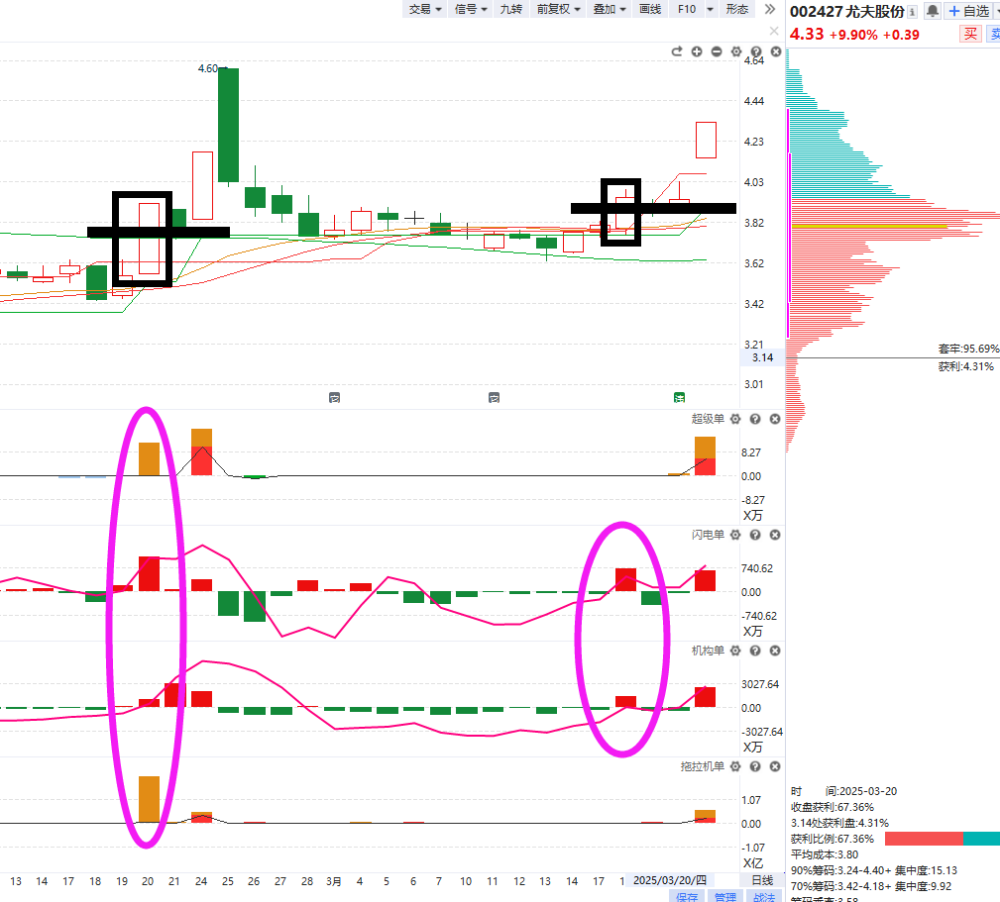 交易 信号 九转 前复权 叠加 画线 F10 形态
002427 尤夫股份 自选
4.33 +9.90% +0.39 买 卖
4.60
4.64
4.44
4.23
4.03
3.82
3.62
3.42
3.21
3.14
3.01
套牢:95.69%
获利:4.31%
超级单
8.27
0.00
-8.27
X万
闪电单
740.62
0.00
-740.62
X万
机构单
3027.64
0.00
-3027.64
X万
拖拉机单
1.07
0.00
-1.07
X亿
时 间:2025-03-20
收盘获利:67.36%
3.14处获利盘:4.31%
获利比例:67.36%
平均成本:3.80
90%筹码:3.24-4.40+ 集中度:15.13
70%筹码:3.42-4.18+ 集中度:9.92
13 14 17 18 19 20 21 24 25 26 27 28 3月 4 5 6 7 10 11 12 13 14 17 1 2025/03/20/四 日线
保存 管理 战法